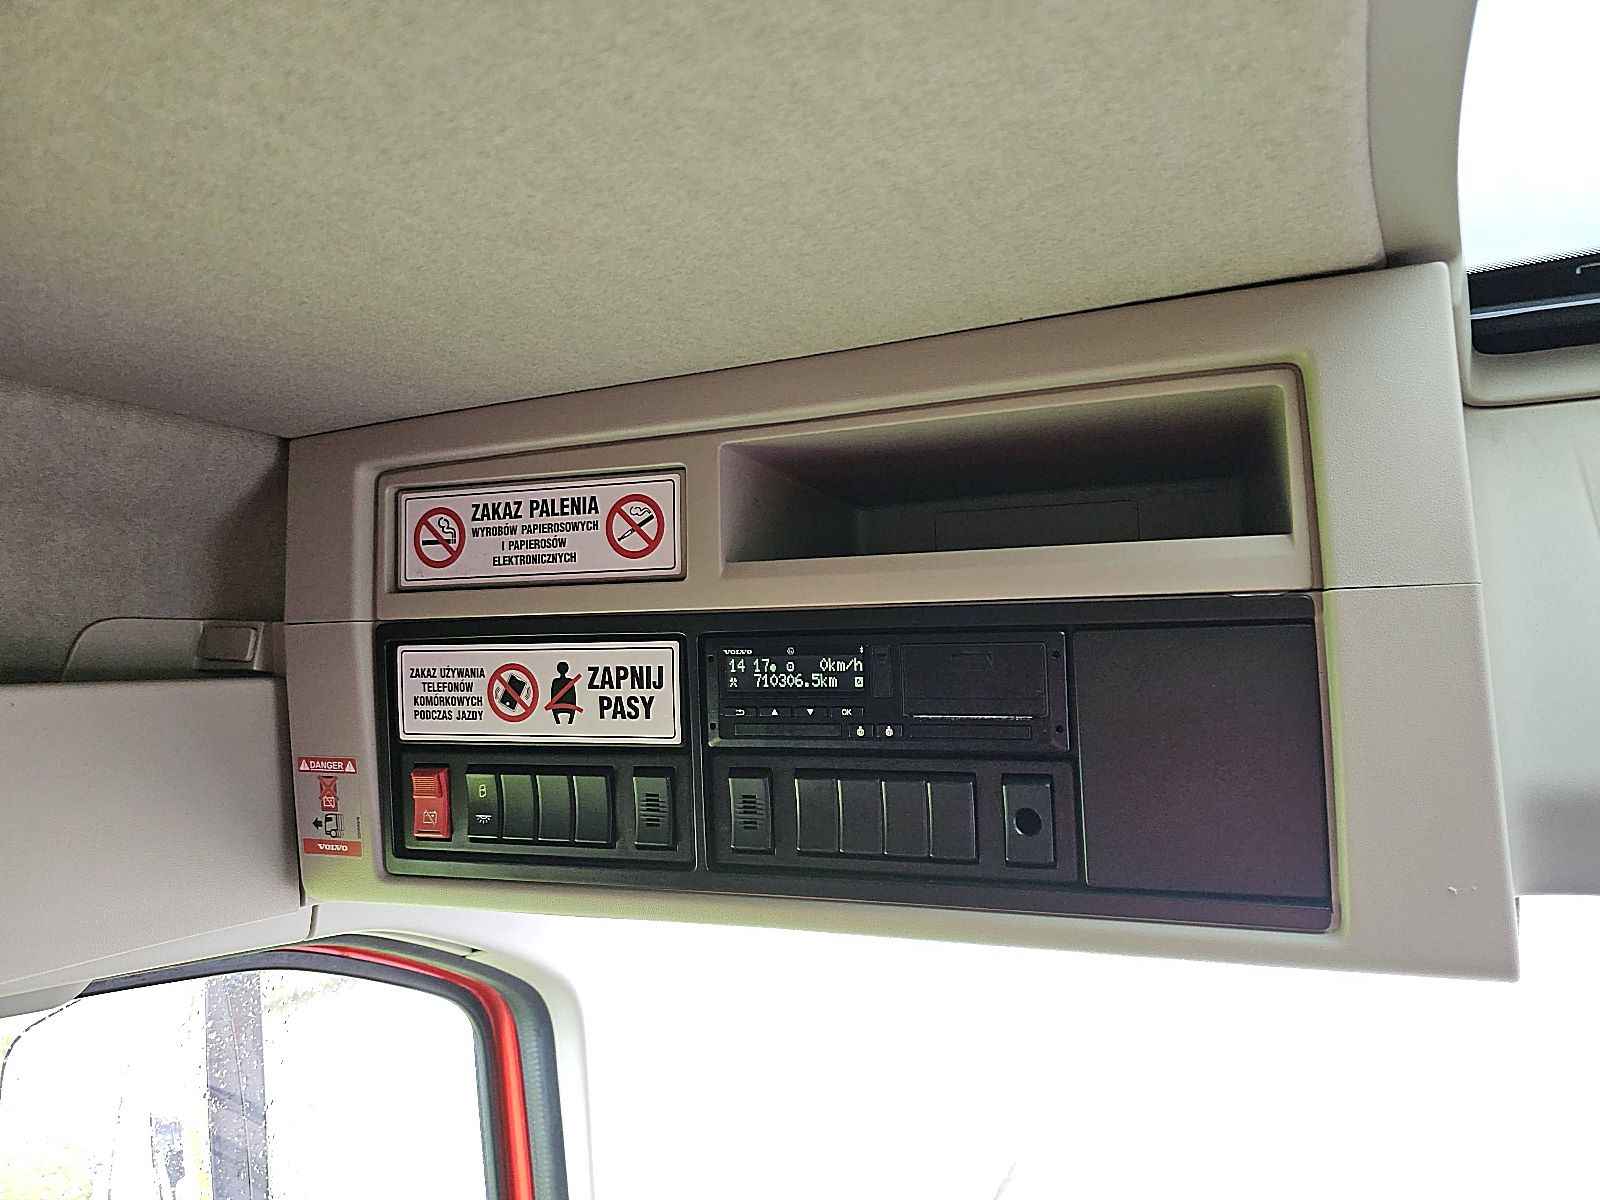 ZAKAZ PALENIA
WYROBÓW PAPIEROSOWYCH
I PAPIEROSÓW
ELEKTRONICZNYCH
ZAKAZ UŻYWANIA
TELEFONÓW
KOMÓRKOWYCH
PODCZAS JAZDY
ZAPNIJ
PASY
VOLVO
14 17 0km/h
710306.5km
OK
DANGER
VOLVO